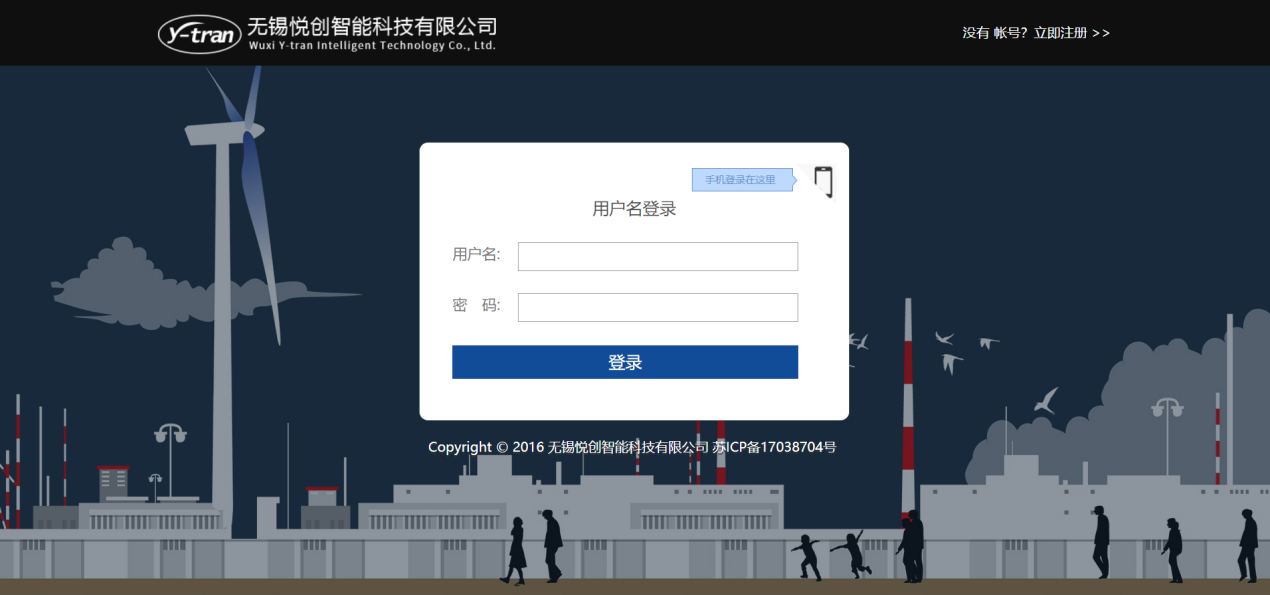 Y-tran 无锡悦创智能科技有限公司
Wuxi Y-tran Intelligent Technology Co., Ltd.
没有 帐号? 立即注册 >>
手机登录在这里
用户名登录
用户名:
密 码:
登录
Copyright © 2016 无锡悦创智能科技有限公司 苏ICP备17038704号